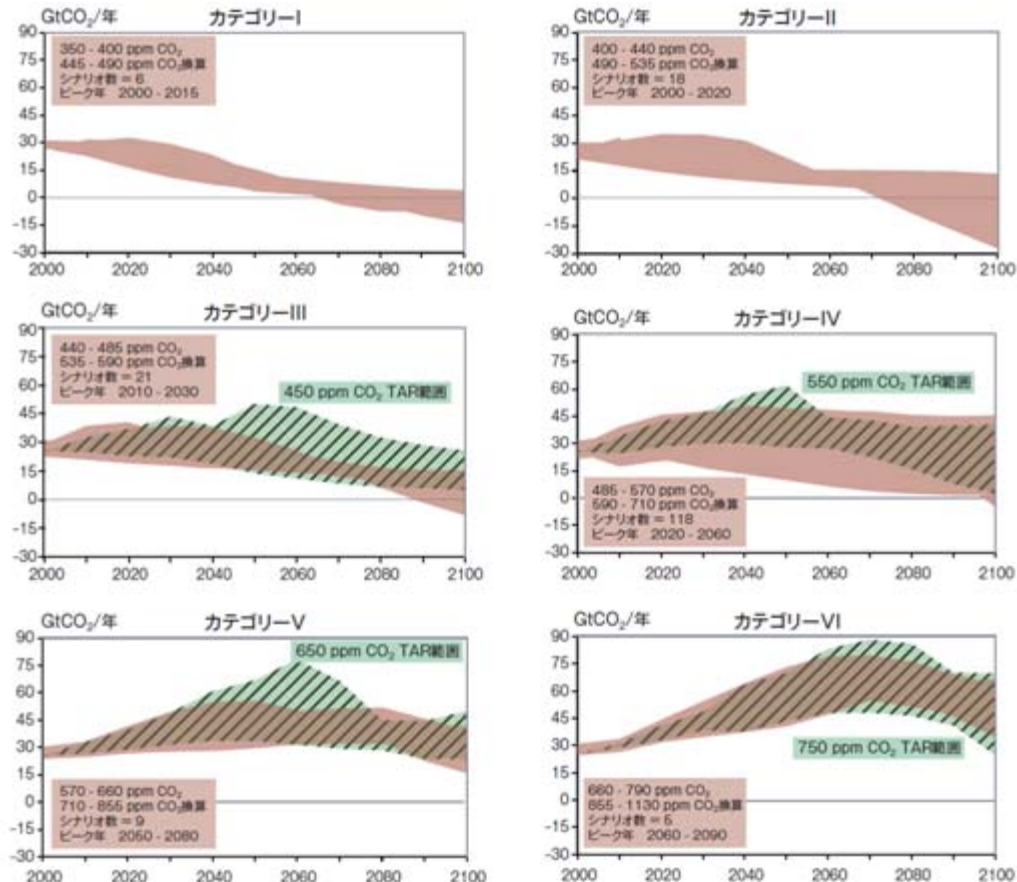 GtCO₂/年 カテゴリーI
90
75
60
45
30
15
0
-15
-30
350 - 400 ppm CO₂
445 - 490 ppm CO₂換算
シナリオ数 = 6
ピーク年 2000 - 2015
2000 2020 2040 2060 2080 2100
GtCO₂/年 カテゴリーII
90
75
60
45
30
15
0
-15
-30
400 - 440 ppm CO₂
490 - 535 ppm CO₂換算
シナリオ数 = 18
ピーク年 2000 - 2020
2000 2020 2040 2060 2080 2100
GtCO₂/年 カテゴリーIII
90
75
60
45
30
15
0
-15
-30
440 - 485 ppm CO₂
535 - 590 ppm CO₂換算
シナリオ数 = 21
ピーク年 2010 - 2030
450 ppm CO₂ TAR範囲
2000 2020 2040 2060 2080 2100
GtCO₂/年 カテゴリーIV
90
75
60
45
30
15
0
-15
-30
550 ppm CO₂ TAR範囲
485 - 570 ppm CO₂
590 - 710 ppm CO₂換算
シナリオ数 = 118
ピーク年 2020 - 2060
2000 2020 2040 2060 2080 2100
GtCO₂/年 カテゴリーV
90
75
60
45
30
15
0
-15
-30
650 ppm CO₂ TAR範囲
570 - 660 ppm CO₂
710 - 855 ppm CO₂換算
シナリオ数 = 9
ピーク年 2050 - 2080
2000 2020 2040 2060 2080 2100
GtCO₂/年 カテゴリーVI
90
75
60
45
30
15
0
-15
-30
750 ppm CO₂ TAR範囲
660 - 790 ppm CO₂
855 - 1130 ppm CO₂換算
シナリオ数 = 5
ピーク年 2060 - 2090
2000 2020 2040 2060 2080 2100